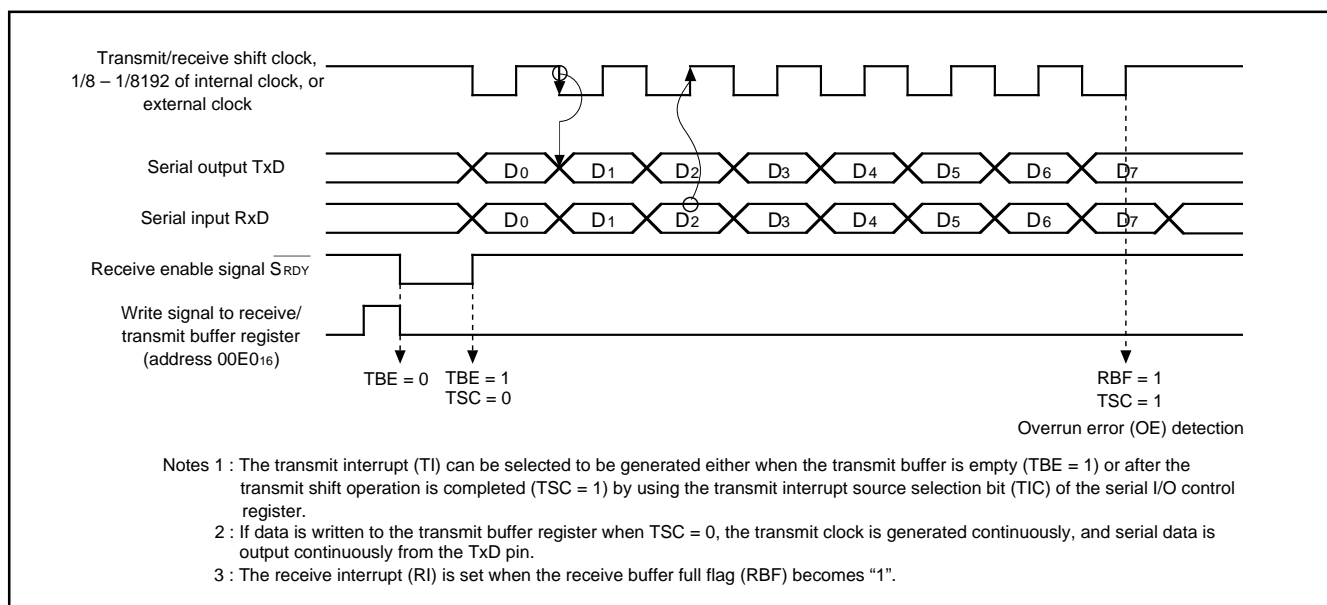 Transmit/receive shift clock,
1/8 – 1/8192 of internal clock, or
external clock
Serial output TxD
D0 D1 D2 D3 D4 D5 D6 D7
Serial input RxD
D0 D1 D2 D3 D4 D5 D6 D7
Receive enable signal S̅R̅D̅Y̅
Write signal to receive/
transmit buffer register
(address 00E016)
TBE = 0
TBE = 1
TSC = 0
RBF = 1
TSC = 1
Overrun error (OE) detection
Notes 1 : The transmit interrupt (TI) can be selected to be generated either when the transmit buffer is empty (TBE = 1) or after the
transmit shift operation is completed (TSC = 1) by using the transmit interrupt source selection bit (TIC) of the serial I/O control
register.
2 : If data is written to the transmit buffer register when TSC = 0, the transmit clock is generated continuously, and serial data is
output continuously from the TxD pin.
3 : The receive interrupt (RI) is set when the receive buffer full flag (RBF) becomes “1”.